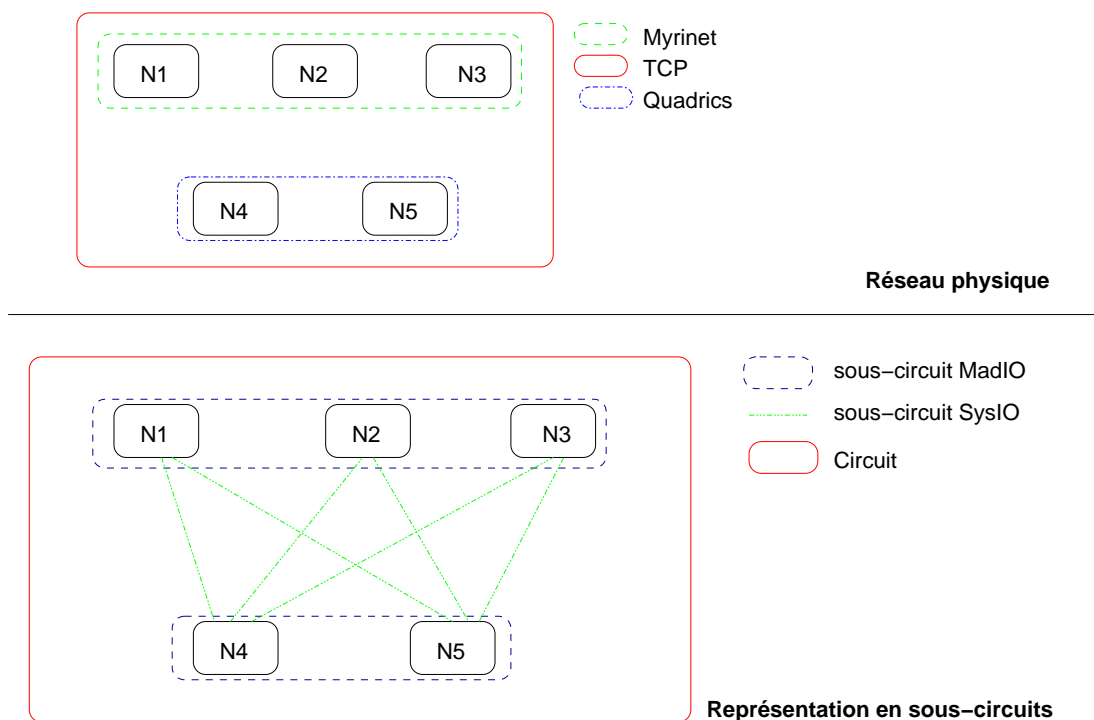 N1 N2 N3
Myrinet
TCP
Quadrics
N4 N5
Réseau physique
sous−circuit MadIO
sous−circuit SysIO
Circuit
N1 N2 N3
N4 N5
Représentation en sous−circuits